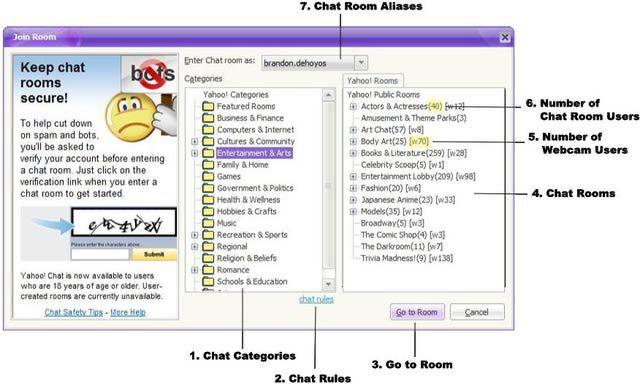 7. Chat Room Aliases
Join Room
Keep chat
rooms
secure!
bots
To help cut down
on spam and bots,
you'll be asked to
verify your account before entering
a chat room. Just click on the
verification link when you enter
a chat room to get started.
Please enter the characters above...
Submit
Yahoo! Chat is now available to users
who are 18 years of age or older. User-
created rooms are currently unavailable.
Chat Safety Tips - More Help
Enter Chat room as: brandon.dehoyos
Categories
Yahoo! Categories
Featured Rooms
Business & Finance
Computers & Internet
Cultures & Community
Entertainment & Arts
Family & Home
Games
Government & Politics
Health & Wellness
Hobbies & Crafts
Music
Recreation & Sports
Regional
Religion & Beliefs
Romance
Schools & Education
chat rules
Yahoo! Rooms
Yahoo! Public Rooms
Actors & Actresses(40) [w12]
Amusement & Theme Parks(3)
Art Chat(57) [w8]
Body Art(25) [w70]
Books & Literature(259) [w28]
Celebrity Scoop(5) [w1]
Entertainment Lobby(209) [w98]
Fashion(20) [w6]
Japanese Anime(23) [w33]
Models(35) [w12]
Broadway(5) [w3]
The Comic Shop(4) [w3]
The Darkroom(11) [w7]
Trivia Madness!(9) [w138]
Go to Room
Cancel
6. Number of
Chat Room Users
5. Number of
Webcam Users
4. Chat Rooms
1. Chat Categories
2. Chat Rules
3. Go to Room